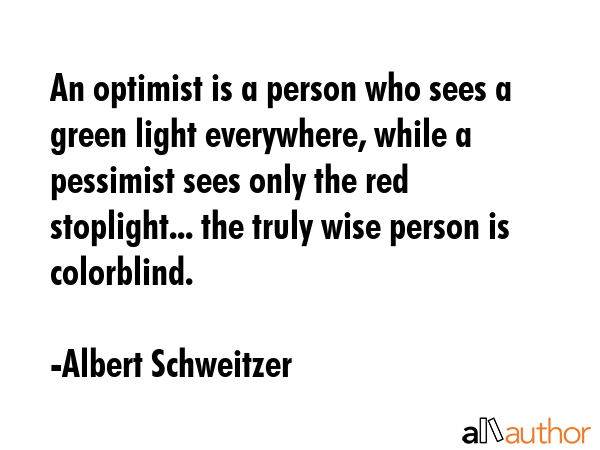 An optimist is a person who sees a
green light everywhere, while a
pessimist sees only the red
stoplight... the truly wise person is
colorblind.
-Albert Schweitzer
allauthor